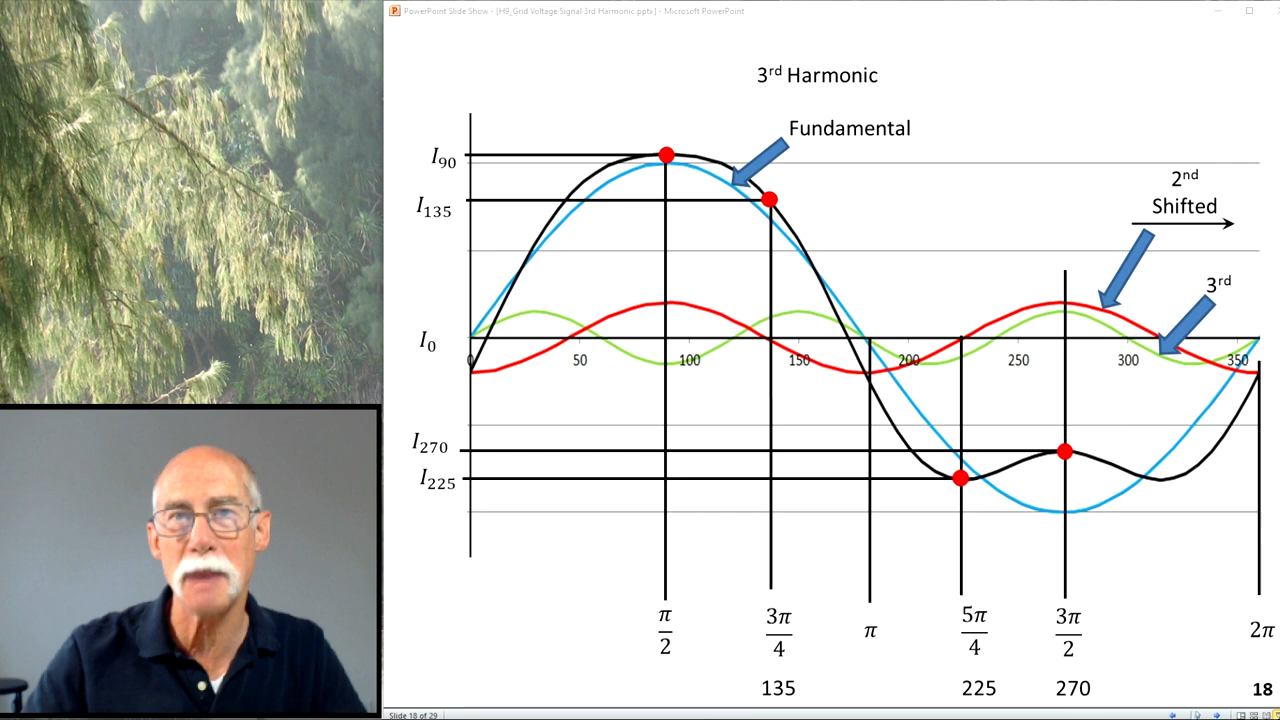 PowerPoint Slide Show - [H9_Grid Voltage Signal 3rd Harmonic.pptx] - Microsoft PowerPoint
3rd Harmonic
Fundamental
I90
I135
2nd
Shifted
3rd
I0
0 50 100 150 200 250 300 350
I270
I225
π/2 3π/4 π 5π/4 3π/2 2π
135 225 270 18
Slide 18 of 29